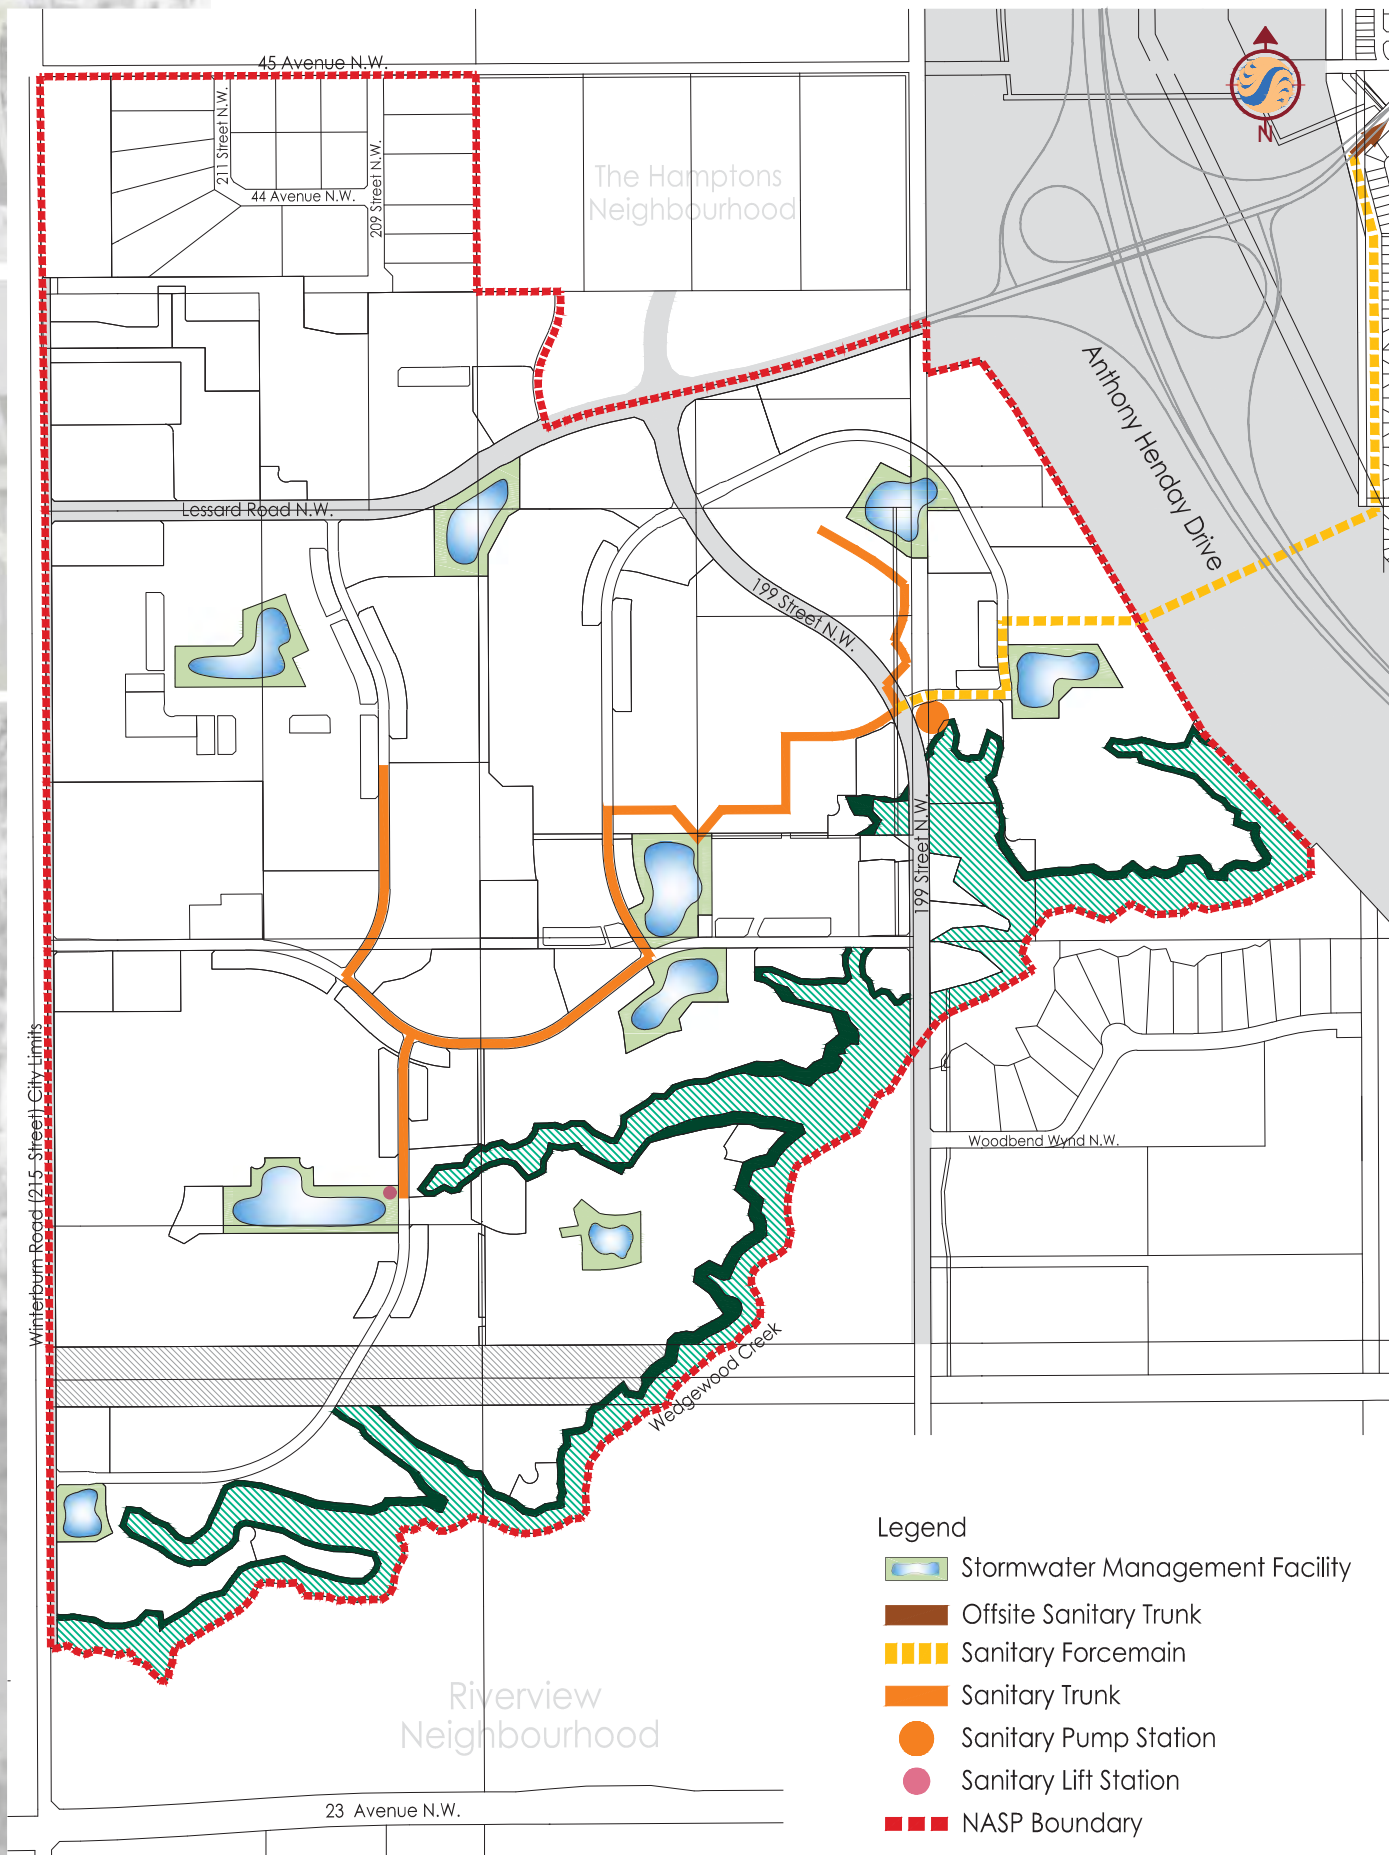 45 Avenue N.W.
211 Street N.W.
44 Avenue N.W.
209 Street N.W.
The Hamptons
Neighbourhood
N
Anthony Henday Drive
Lessard Road N.W.
199 Street N.W.
199 Street N.W.
Winterburn Road (215 Street) City Limits
Woodbend Wynd N.W.
Wedgewood Creek
Riverview
Neighbourhood
23 Avenue N.W.
Legend
Stormwater Management Facility
Offsite Sanitary Trunk
Sanitary Forcemain
Sanitary Trunk
Sanitary Pump Station
Sanitary Lift Station
NASP Boundary